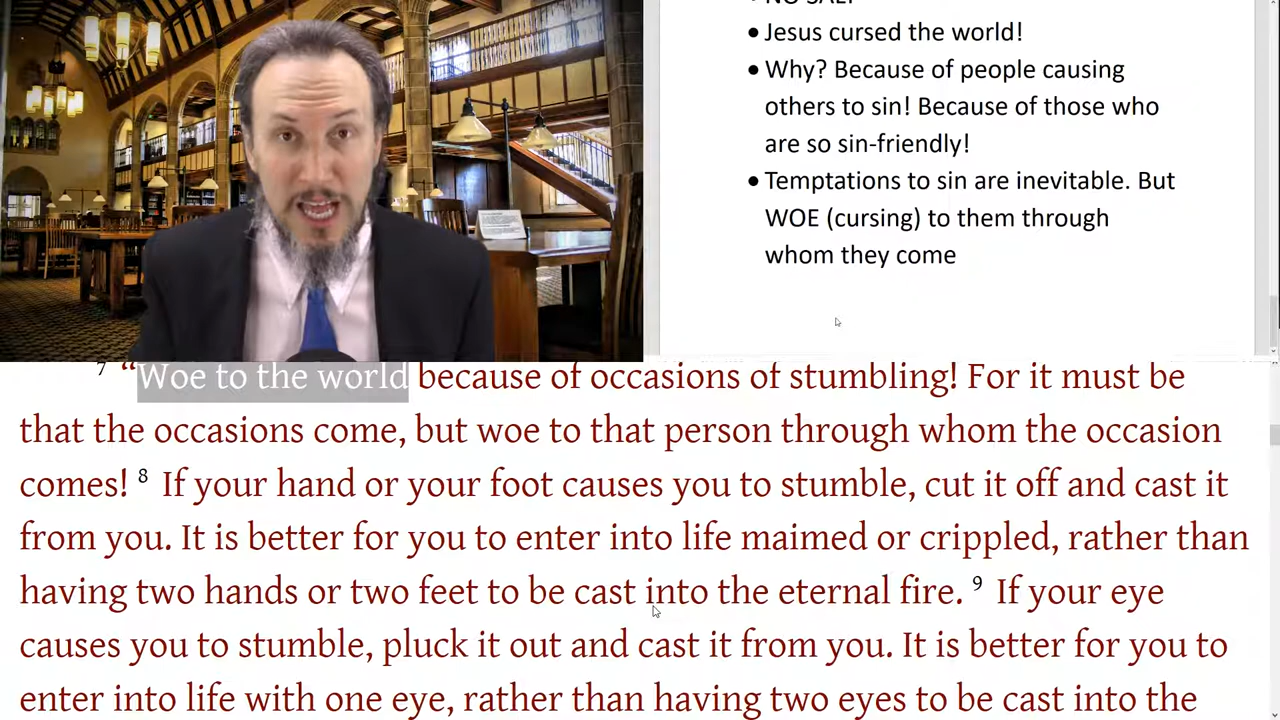 • NO SALT
• Jesus cursed the world!
• Why? Because of people causing
others to sin! Because of those who
are so sin-friendly!
• Temptations to sin are inevitable. But
WOE (cursing) to them through
whom they come
7 “Woe to the world because of occasions of stumbling! For it must be
that the occasions come, but woe to that person through whom the occasion
comes! 8 If your hand or your foot causes you to stumble, cut it off and cast it
from you. It is better for you to enter into life maimed or crippled, rather than
having two hands or two feet to be cast into the eternal fire. 9 If your eye
causes you to stumble, pluck it out and cast it from you. It is better for you to
enter into life with one eye, rather than having two eyes to be cast into the